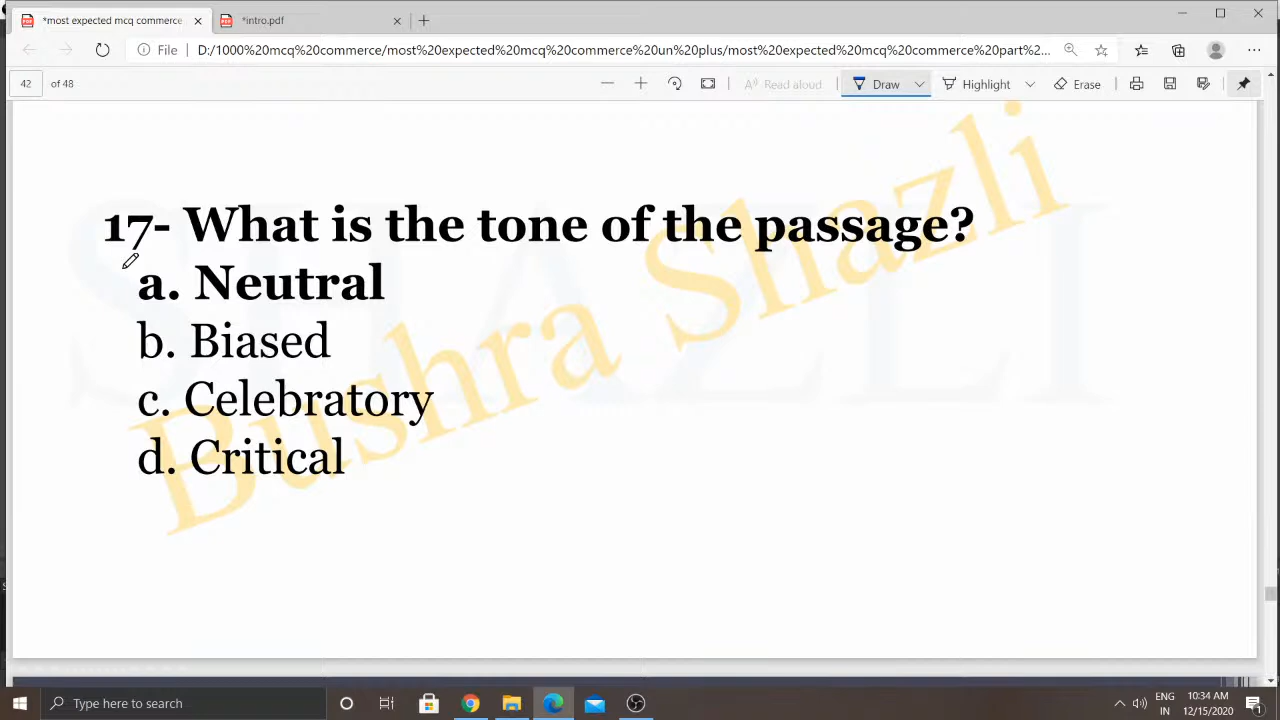 *most expected mcq commerce
*intro.pdf
File
D:/1000%20mcq%20commerce/most%20expected%20mcq%20commerce%20un%20plus/most%20expected%20mcq%20commerce%20part%2...
42 of 48
Read aloud
Draw
Highlight
Erase
17- What is the tone of the passage?
a. Neutral
b. Biased
c. Celebratory
d. Critical
Bushra Shazli
SHAZLI
Type here to search
ENG
IN
10:34 AM
12/15/2020
1